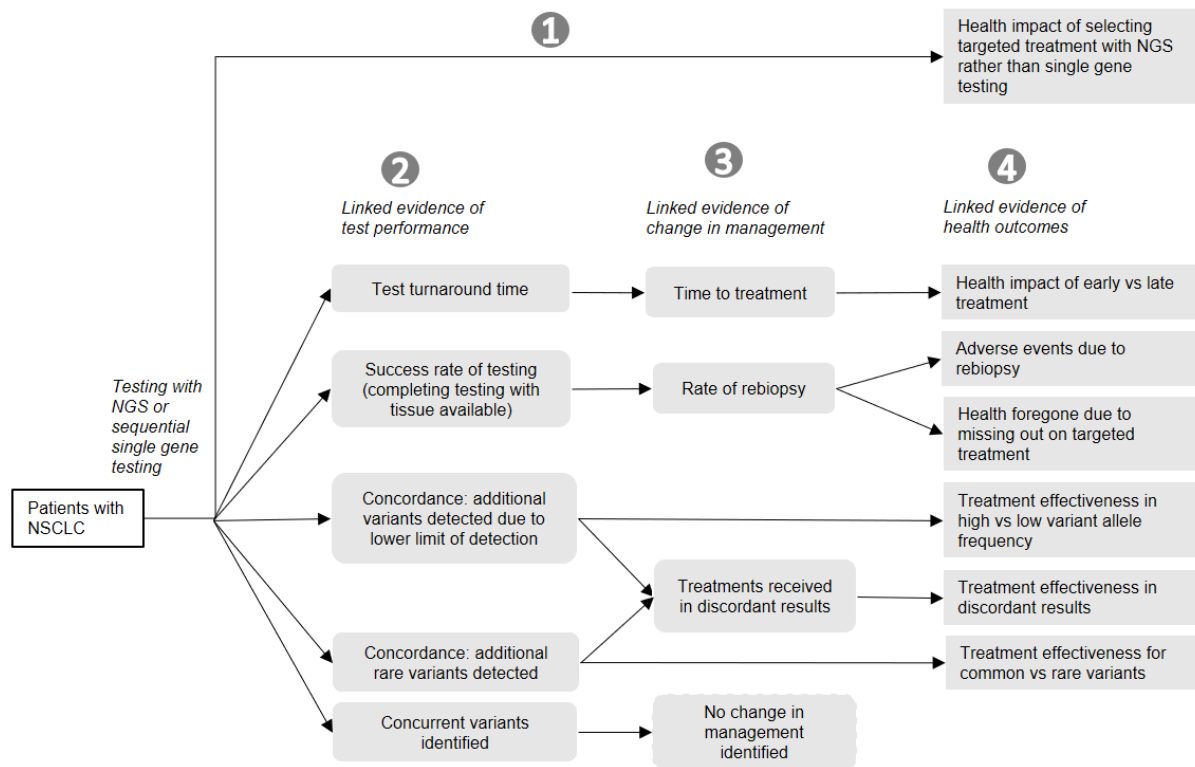 1
Health impact of selecting
targeted treatment with NGS
rather than single gene
testing
2
Linked evidence of
test performance
3
Linked evidence of
change in management
4
Linked evidence of
health outcomes
Test turnaround time
Time to treatment
Health impact of early vs late
treatment
Success rate of testing
(completing testing with
tissue available)
Rate of rebiopsy
Adverse events due to
rebiopsy
Health foregone due to
missing out on targeted
treatment
Testing with
NGS or
sequential
single gene
testing
Patients with
NSCLC
Concordance: additional
variants detected due to
lower limit of detection
Treatment effectiveness in
high vs low variant allele
frequency
Treatments received
in discordant results
Treatment effectiveness in
discordant results
Concordance: additional
rare variants detected
Treatment effectiveness for
common vs rare variants
Concurrent variants
identified
No change in
management
identified